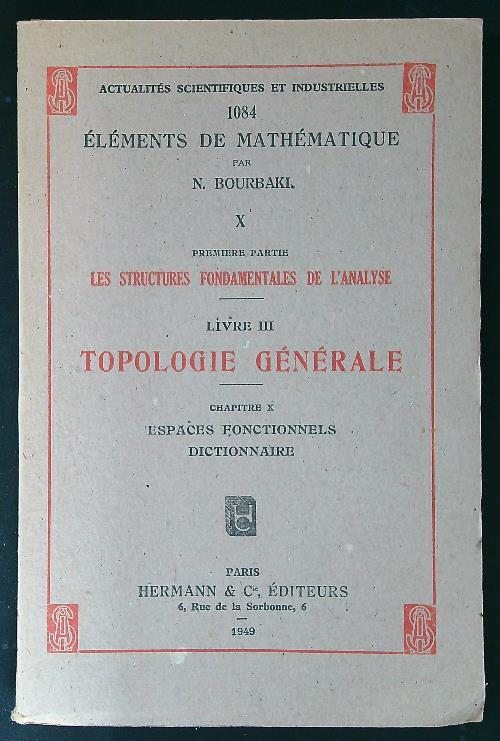 ACTUALITÉS SCIENTIFIQUES ET INDUSTRIELLES
1084
ÉLÉMENTS DE MATHÉMATIQUE
PAR
N. BOURBAKI
X
PREMIERE PARTIE
LES STRUCTURES FONDAMENTALES DE L'ANALYSE
LIVRE III
TOPOLOGIE GÉNÉRALE
CHAPITRE X
ESPACES FONCTIONNELS
DICTIONNAIRE
PARIS
HERMANN & Cie, ÉDITEURS
6, Rue de la Sorbonne, 6
1949